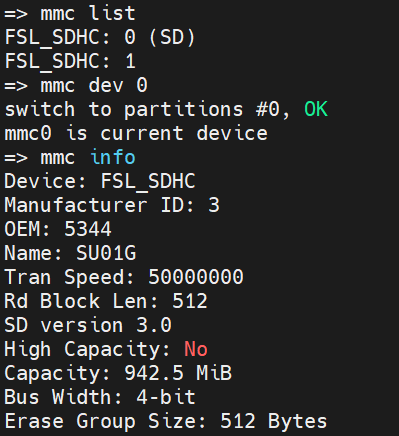 => mmc list
FSL_SDHC: 0 (SD)
FSL_SDHC: 1
=> mmc dev 0
switch to partitions #0, OK
mmc0 is current device
=> mmc info
Device: FSL_SDHC
Manufacturer ID: 3
OEM: 5344
Name: SU01G
Tran Speed: 50000000
Rd Block Len: 512
SD version 3.0
High Capacity: No
Capacity: 942.5 MiB
Bus Width: 4-bit
Erase Group Size: 512 Bytes